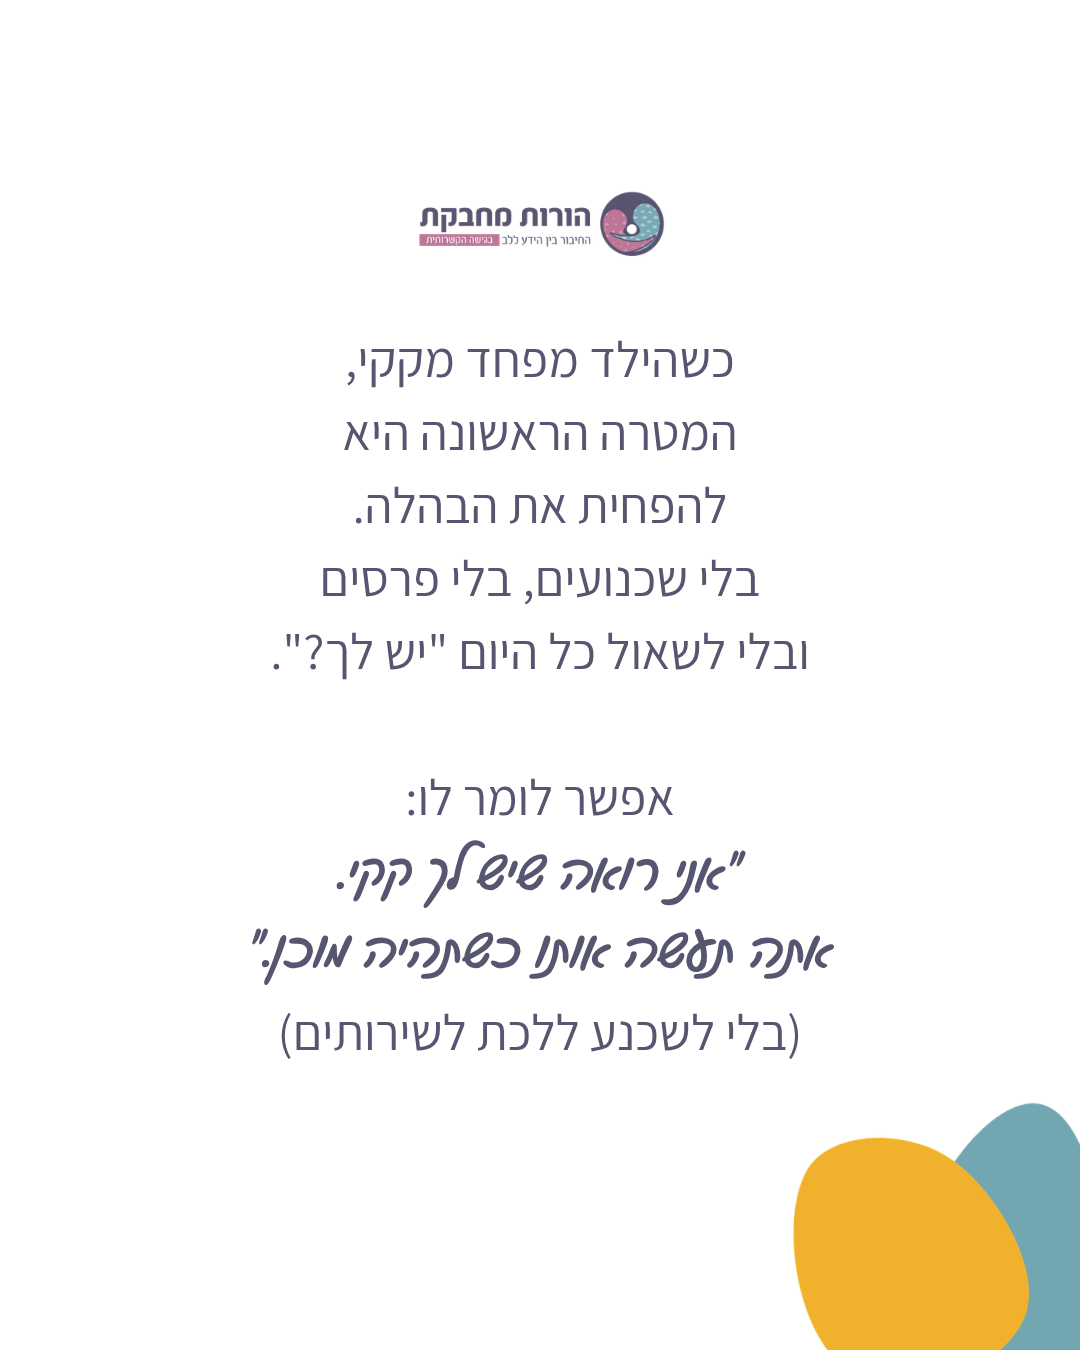 הורות מחבקת
החיבור בין הידע ללב בגישה הקשרותית
כשהילד מפחד מקקי,
המטרה הראשונה היא
להפחית את הבהלה.
בלי שכנועים, בלי פרסים
ובלי לשאול כל היום "יש לך?".
אפשר לומר לו:
"אני רואה שיש לך קקי.
אתה תעשה אותו כשתהיה מוכן."
(בלי לשכנע ללכת לשירותים)